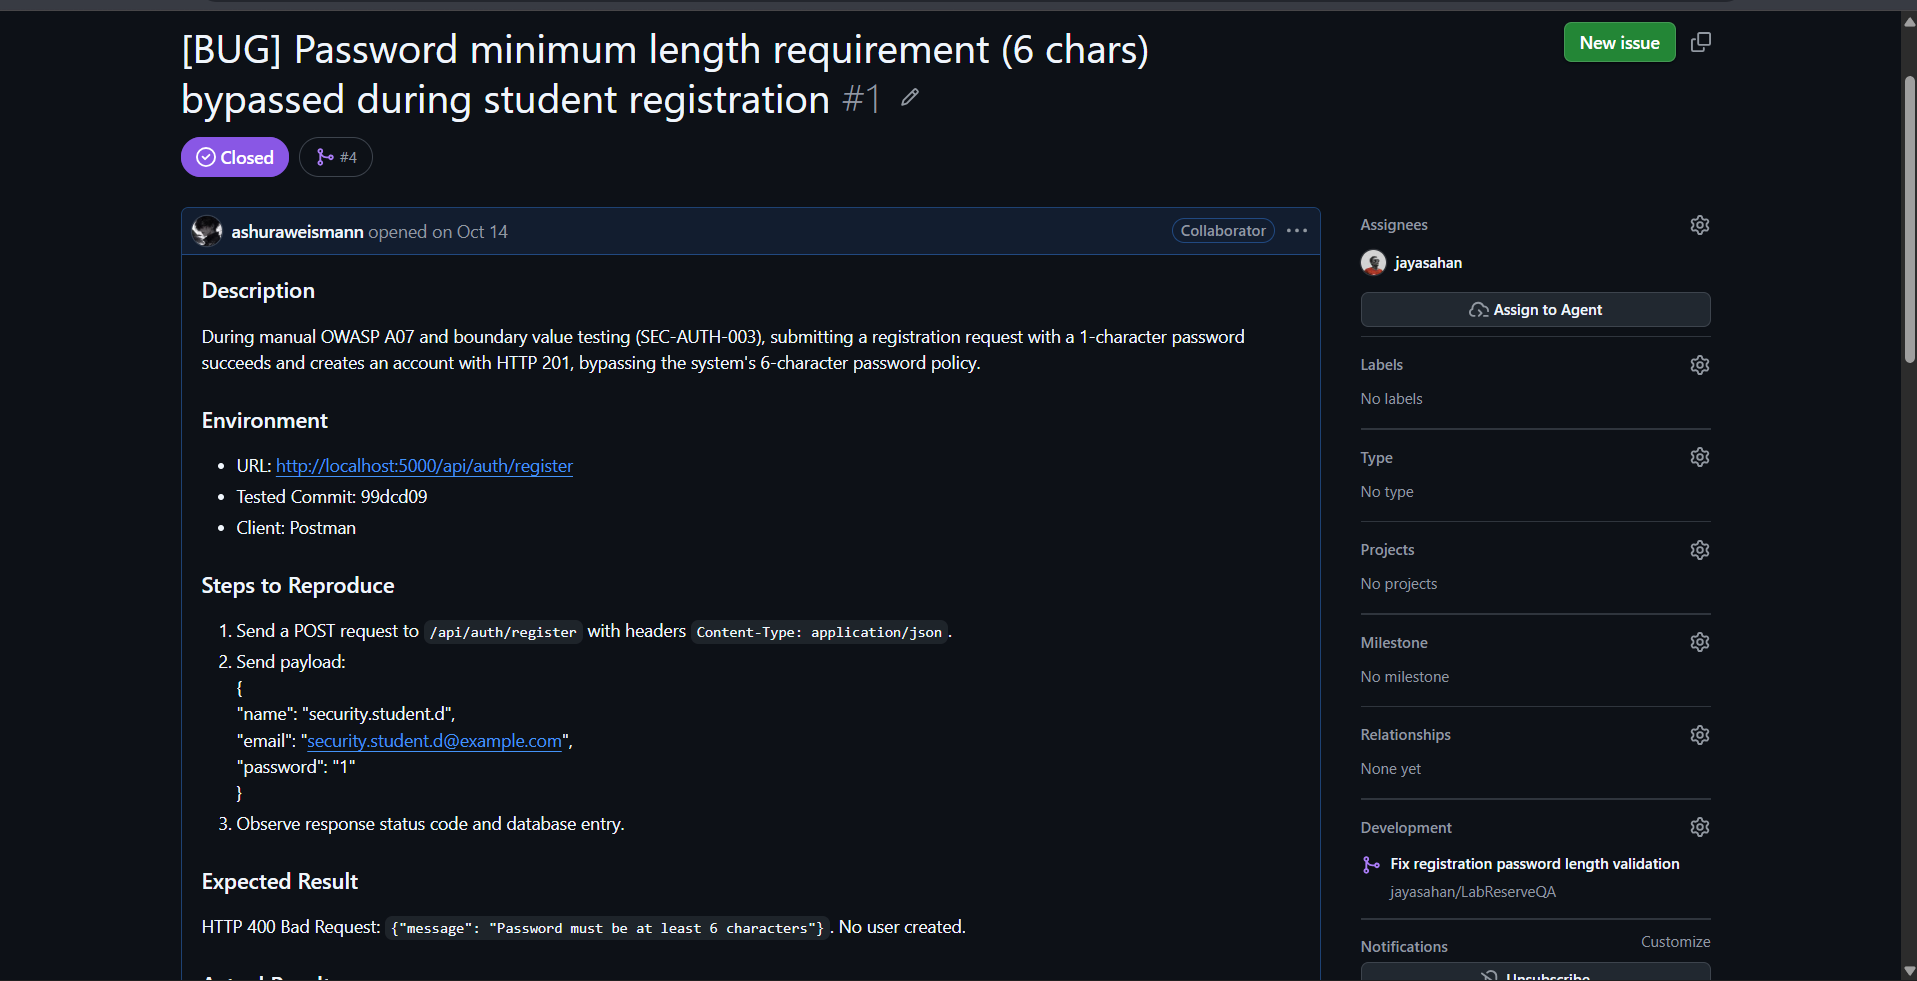 [BUG] Password minimum length requirement (6 chars)
bypassed during student registration #1
New issue
Closed
#4
ashuraweismann opened on Oct 14
Collaborator
Description
During manual OWASP A07 and boundary value testing (SEC-AUTH-003), submitting a registration request with a 1-character password
succeeds and creates an account with HTTP 201, bypassing the system's 6-character password policy.
Environment
• URL: http://localhost:5000/api/auth/register
• Tested Commit: 99dcd09
• Client: Postman
Steps to Reproduce
1. Send a POST request to /api/auth/register with headers Content-Type: application/json.
2. Send payload:
{
"name": "security.student.d",
"email": "security.student.d@example.com",
"password": "1"
}
3. Observe response status code and database entry.
Expected Result
HTTP 400 Bad Request: {"message": "Password must be at least 6 characters"}. No user created.
Actual Result
Assignees
jayasahan
Assign to Agent
Labels
No labels
Type
No type
Projects
No projects
Milestone
No milestone
Relationships
None yet
Development
Fix registration password length validation
jayasahan/LabReserveQA
Notifications
Customize
Unsubscribe